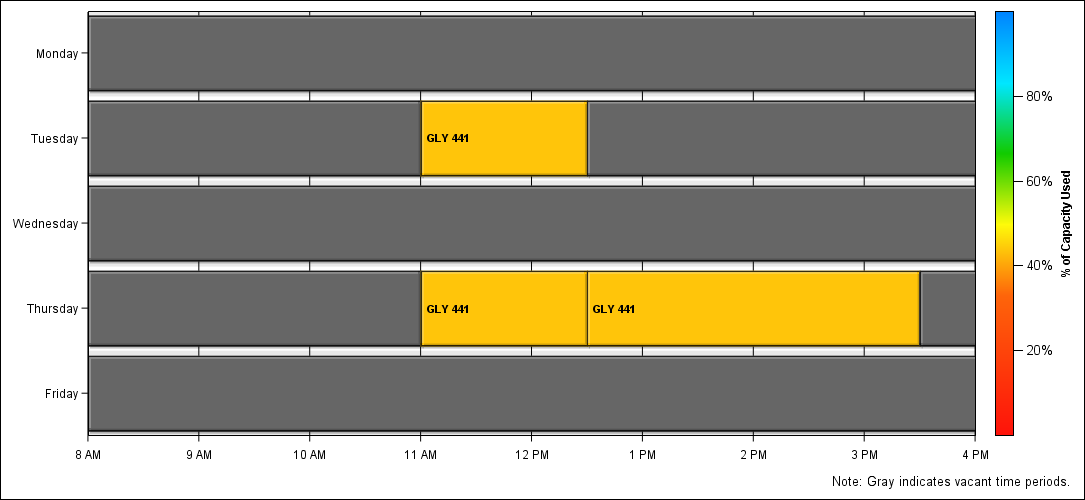 Monday
Tuesday
GLY 441
Wednesday
Thursday
GLY 441 GLY 441
Friday
8 AM 9 AM 10 AM 11 AM 12 PM 1 PM 2 PM 3 PM 4 PM
80%
60%
40%
20%
% of Capacity Used
Note: Gray indicates vacant time periods.